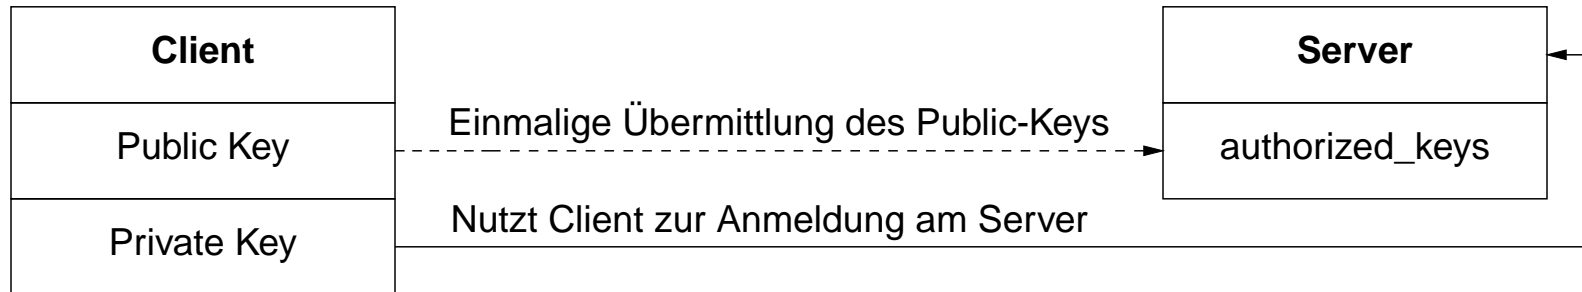 Client
Server
Public Key
Einmalige Übermittlung des Public-Keys
authorized_keys
Private Key
Nutzt Client zur Anmeldung am Server